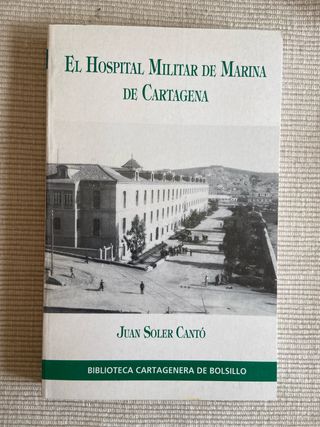 EL HOSPITAL MILITAR DE MARINA
DE CARTAGENA
JUAN SOLER CANTÓ
BIBLIOTECA CARTAGENERA DE BOLSILLO